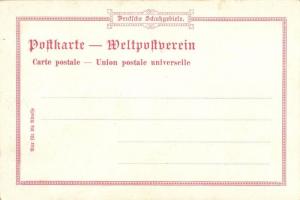 Deutsche Schutzgebiete.
Postkarte — Weltpostverein
Carte postale — Union postale universelle
Nur für die Adresse